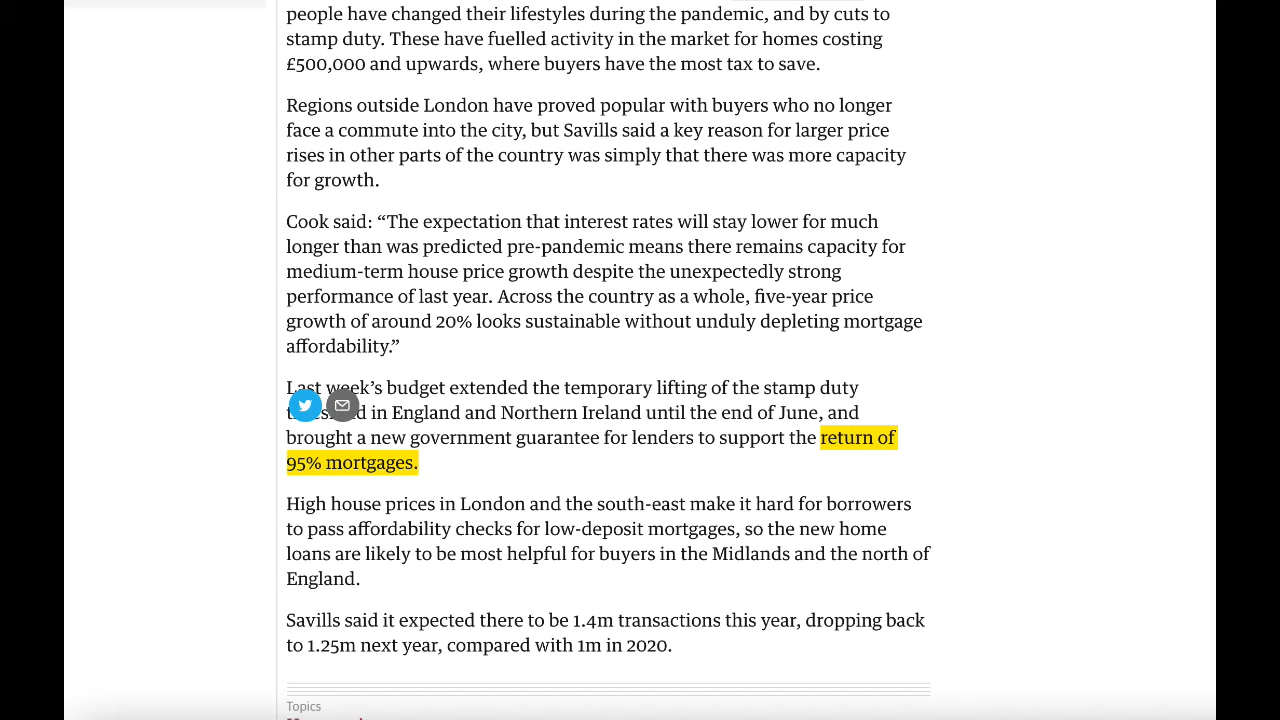 people have changed their lifestyles during the pandemic, and by cuts to
stamp duty. These have fuelled activity in the market for homes costing
£500,000 and upwards, where buyers have the most tax to save.
Regions outside London have proved popular with buyers who no longer
face a commute into the city, but Savills said a key reason for larger price
rises in other parts of the country was simply that there was more capacity
for growth.
Cook said: “The expectation that interest rates will stay lower for much
longer than was predicted pre-pandemic means there remains capacity for
medium-term house price growth despite the unexpectedly strong
performance of last year. Across the country as a whole, five-year price
growth of around 20% looks sustainable without unduly depleting mortgage
affordability.”
Last week’s budget extended the temporary lifting of the stamp duty
in England and Northern Ireland until the end of June, and
brought a new government guarantee for lenders to support the return of
95% mortgages.
High house prices in London and the south-east make it hard for borrowers
to pass affordability checks for low-deposit mortgages, so the new home
loans are likely to be most helpful for buyers in the Midlands and the north of
England.
Savills said it expected there to be 1.4m transactions this year, dropping back
to 1.25m next year, compared with 1m in 2020.
Topics